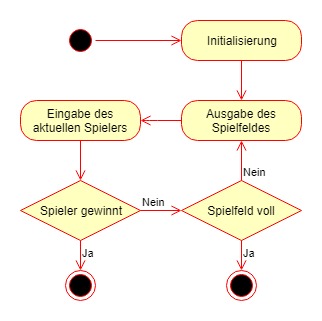 Initialisierung
Eingabe des
aktuellen Spielers
Ausgabe des
Spielfeldes
Nein
Spieler gewinnt
Nein
Spielfeld voll
Ja
Ja